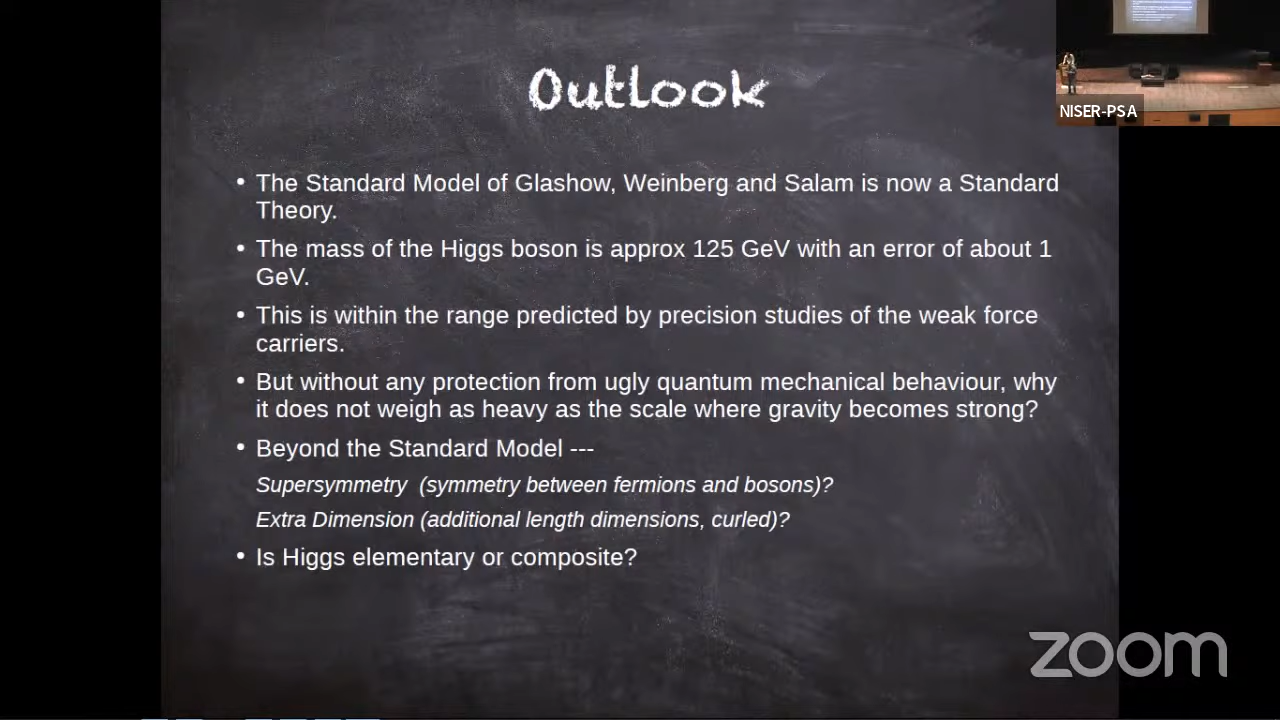 Outlook
NISER-PSA
• The Standard Model of Glashow, Weinberg and Salam is now a Standard
Theory.
• The mass of the Higgs boson is approx 125 GeV with an error of about 1
GeV.
• This is within the range predicted by precision studies of the weak force
carriers.
• But without any protection from ugly quantum mechanical behaviour, why
it does not weigh as heavy as the scale where gravity becomes strong?
• Beyond the Standard Model ---
Supersymmetry (symmetry between fermions and bosons)?
Extra Dimension (additional length dimensions, curled)?
• Is Higgs elementary or composite?
zoom